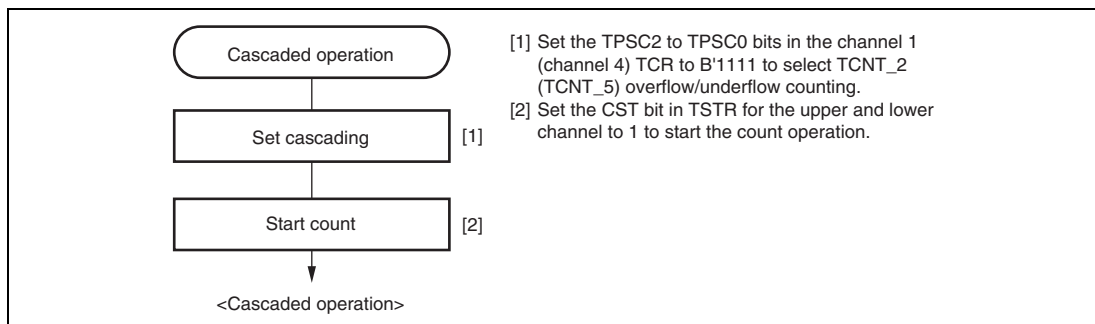 Cascaded operation
Set cascading
[1]
Start count
[2]
<Cascaded operation>
[1] Set the TPSC2 to TPSC0 bits in the channel 1
(channel 4) TCR to B'1111 to select TCNT_2
(TCNT_5) overflow/underflow counting.
[2] Set the CST bit in TSTR for the upper and lower
channel to 1 to start the count operation.